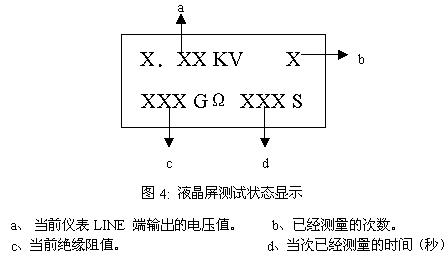 a
X. XX KV X
b
XXX GΩ XXX S
c d
图 4: 液晶屏测试状态显示
a、当前仪表 LINE 端输出的电压值。 b、已经测量的次数。
c、当前绝缘阻值。 d、当次已经测量的时间 (秒)